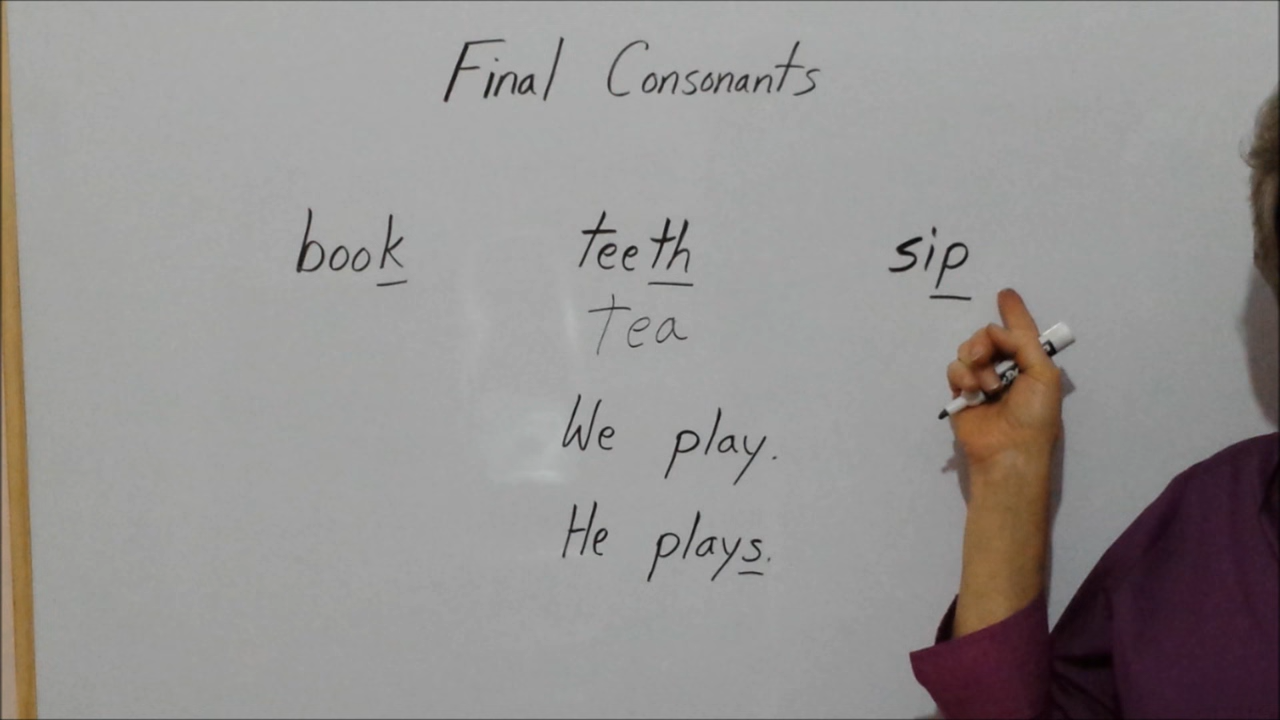 Final Consonants
book teeth sip
tea
We play.
He plays.